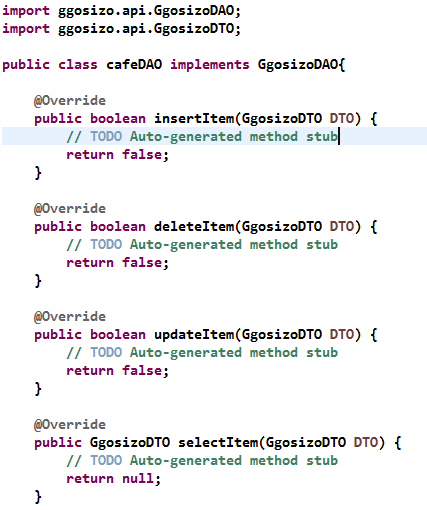 import ggosizo.api.GgosizoDAO;
import ggosizo.api.GgosizoDTO;

public class cafeDAO implements GgosizoDAO{

    @Override
    public boolean insertItem(GgosizoDTO DTO) {
        // TODO Auto-generated method stub
        return false;
    }

    @Override
    public boolean deleteItem(GgosizoDTO DTO) {
        // TODO Auto-generated method stub
        return false;
    }

    @Override
    public boolean updateItem(GgosizoDTO DTO) {
        // TODO Auto-generated method stub
        return false;
    }

    @Override
    public GgosizoDTO selectItem(GgosizoDTO DTO) {
        // TODO Auto-generated method stub
        return null;
    }